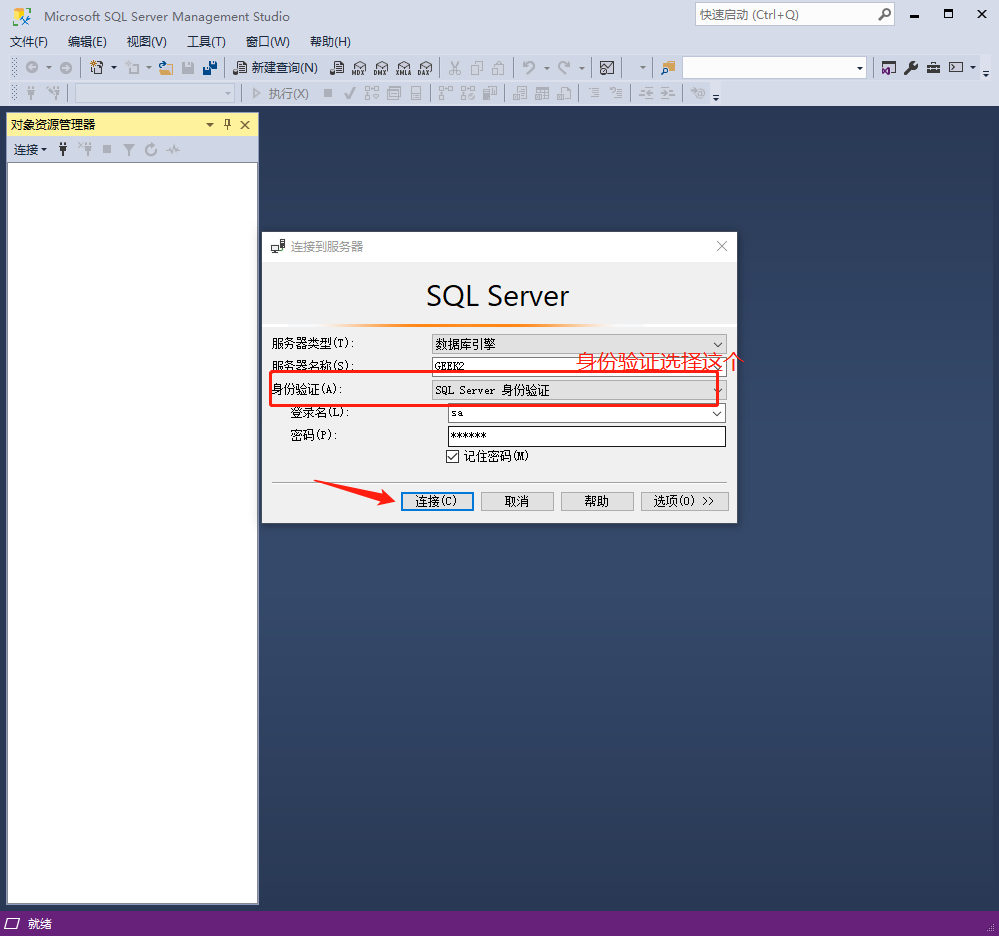 Microsoft SQL Server Management Studio
快速启动 (Ctrl+Q)
文件(F) 编辑(E) 视图(V) 工具(T) 窗口(W) 帮助(H)
新建查询(N) MDX DMX XMLA DAX
执行(X)
对象资源管理器
连接
连接到服务器
SQL Server
服务器类型(T): 数据库引擎
身份验证选择这个
服务器名称(S): GEEK2
身份验证(A): SQL Server 身份验证
登录名(L): sa
密码(P): ******
记住密码(M)
连接(C) 取消 帮助 选项(O) >>
就绪